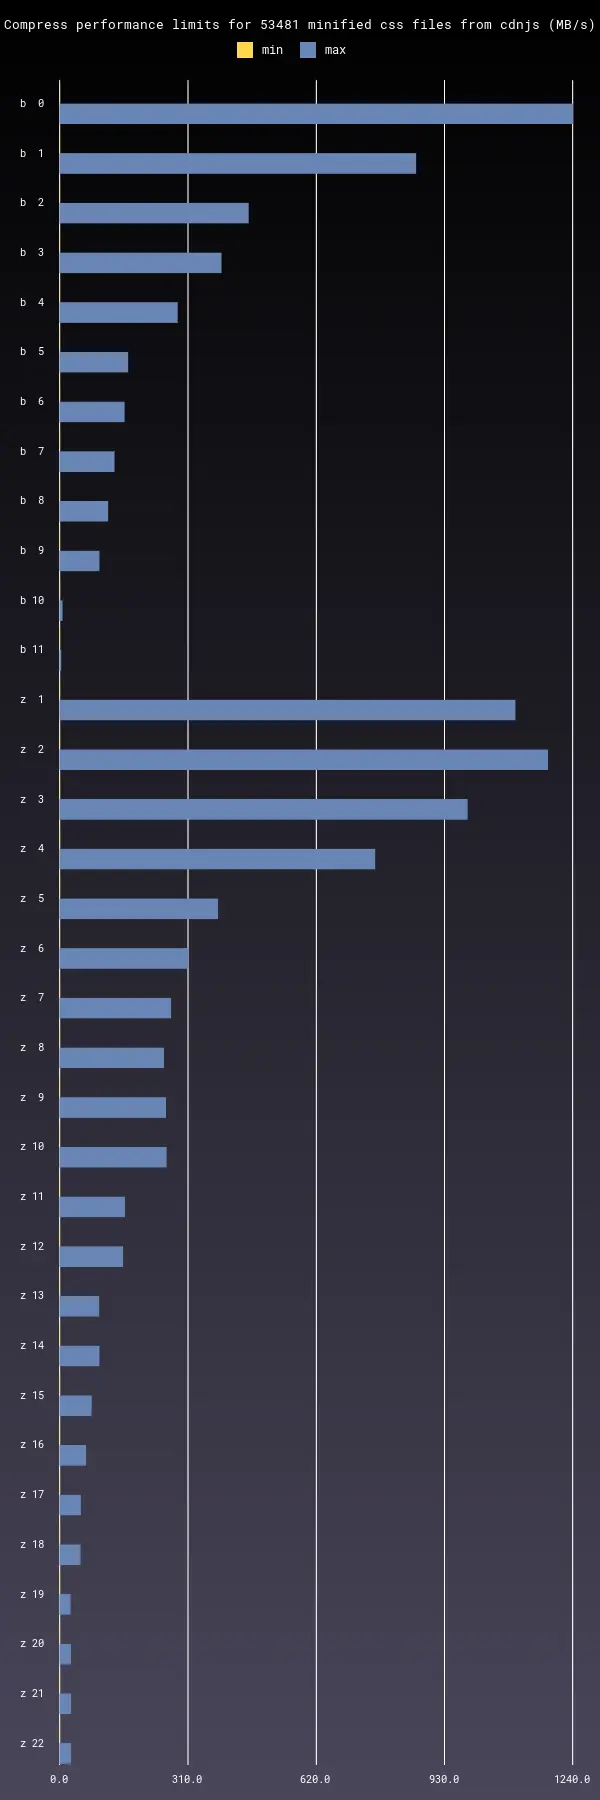 Compress performance limits for 53481 minified css files from cdnjs (MB/s)
min max
b 0
b 1
b 2
b 3
b 4
b 5
b 6
b 7
b 8
b 9
b 10
b 11
z 1
z 2
z 3
z 4
z 5
z 6
z 7
z 8
z 9
z 10
z 11
z 12
z 13
z 14
z 15
z 16
z 17
z 18
z 19
z 20
z 21
z 22
0.0 310.0 620.0 930.0 1240.0